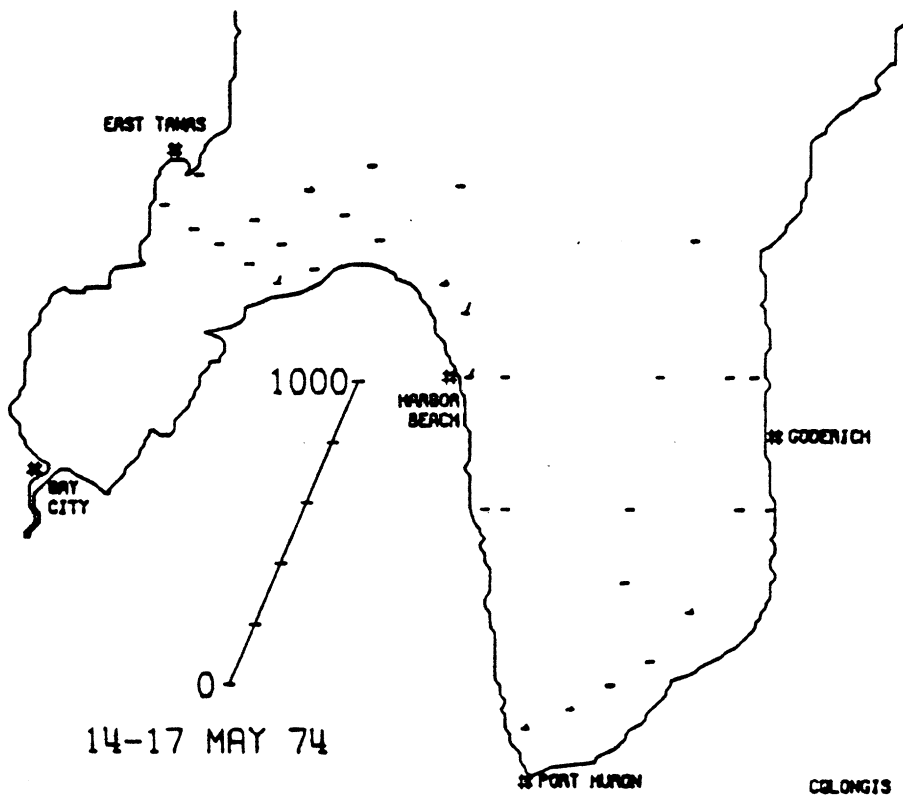 EAST TAWAS
1000
HARBOR
BEACH
GODERICH
BAY
CITY
0
14-17 MAY 74
PORT HURON
COLONGIS